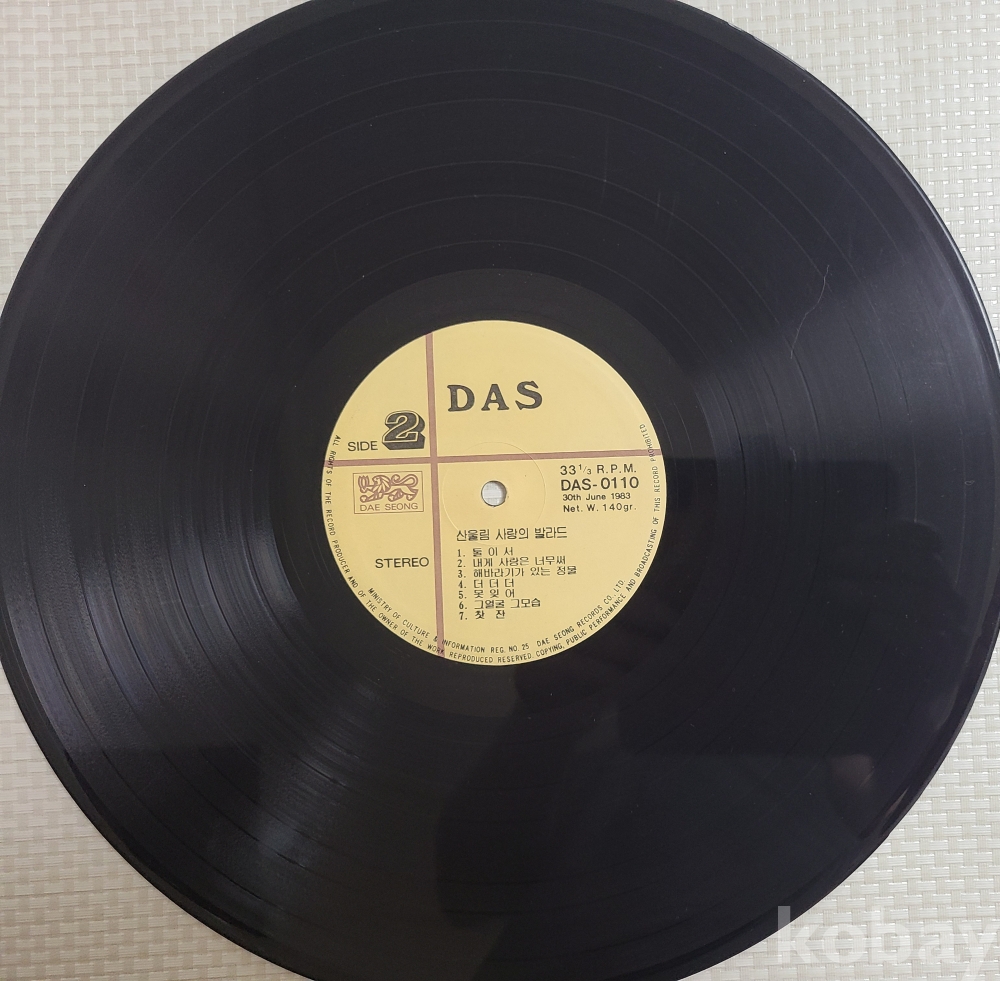 DAS
SIDE 2
DAE SEONG
STEREO
33 1/3 R.P.M.
DAS-0110
30th June 1983
Net. W. 140gr.
산울림 사랑의 발라드
1. 둘 이 서
2. 내게 사랑은 너무써
3. 해바라기가 있는 정물
4. 더 더 더
5. 못 잊 어
6. 그얼굴 그모습
7. 찻 잔
ALL RIGHTS OF THE RECORD PRODUCER AND OF THE OWNER OF THE WORK REPRODUCED RESERVED. COPYING, PUBLIC PERFORMANCE AND BROADCASTING OF THIS RECORD PROHIBITED
MINISTRY OF CULTURE & INFORMATION REG. NO. 25 DAE SEONG RECORDS CO., LTD.
kobay